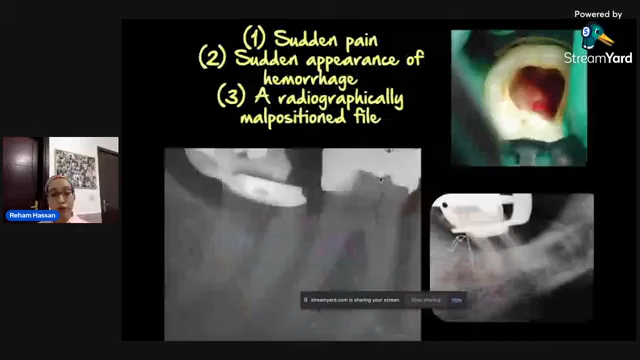 Powered by
StreamYard
(1) Sudden pain
(2) Sudden appearance of
hemorrhage
(3) A radiographically
malpositioned file
Reham Hassan
streamyard.com is sharing your screen.
Stop sharing
Hide